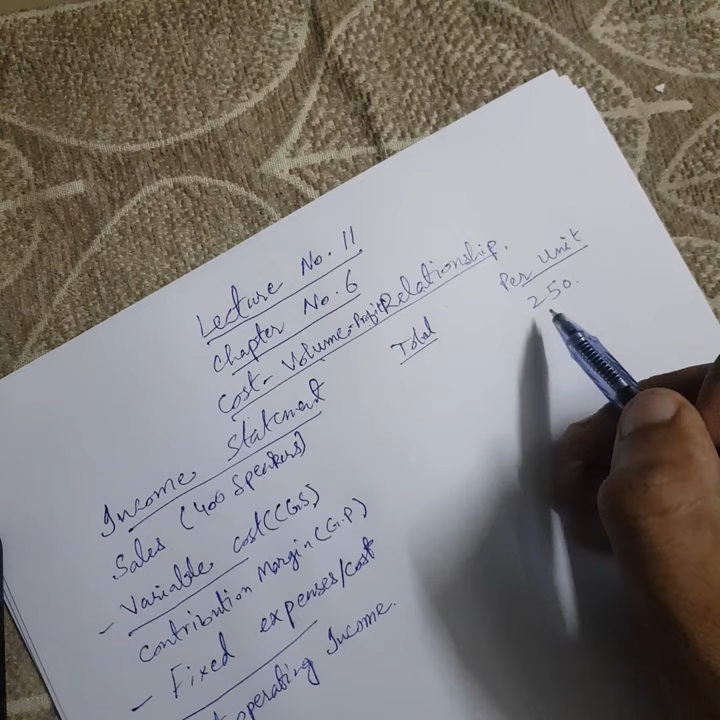 Lecture No. 11
Chapter No. 6
Cost-Volume-Profit Relationship.
Total
Per Unit
250.
Income Statement
Sales (400 Speakers)
- Variable cost (CGS)
Contribution Margin (G.P)
- Fixed expenses/cost
operating Income.